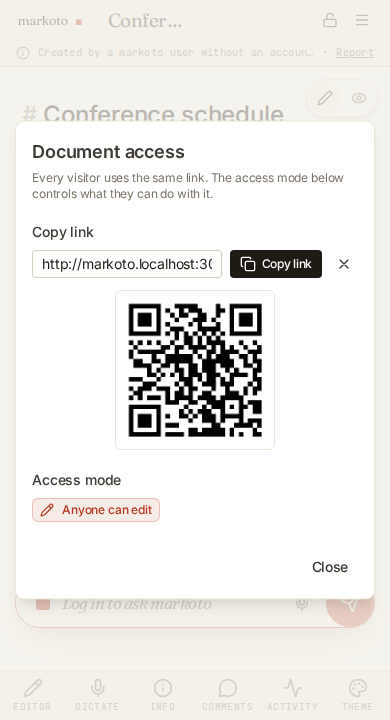 markoto
Confer...
Created by a markoto user without an accoun... · Report
# Conference schedule
Document access
Every visitor uses the same link. The access mode below
controls what they can do with it.
Copy link
http://markoto.localhost:30
Copy link
Access mode
Anyone can edit
Close
Log in to ask markoto
EDITOR
DICTATE
INFO
COMMENTS
ACTIVITY
THEME